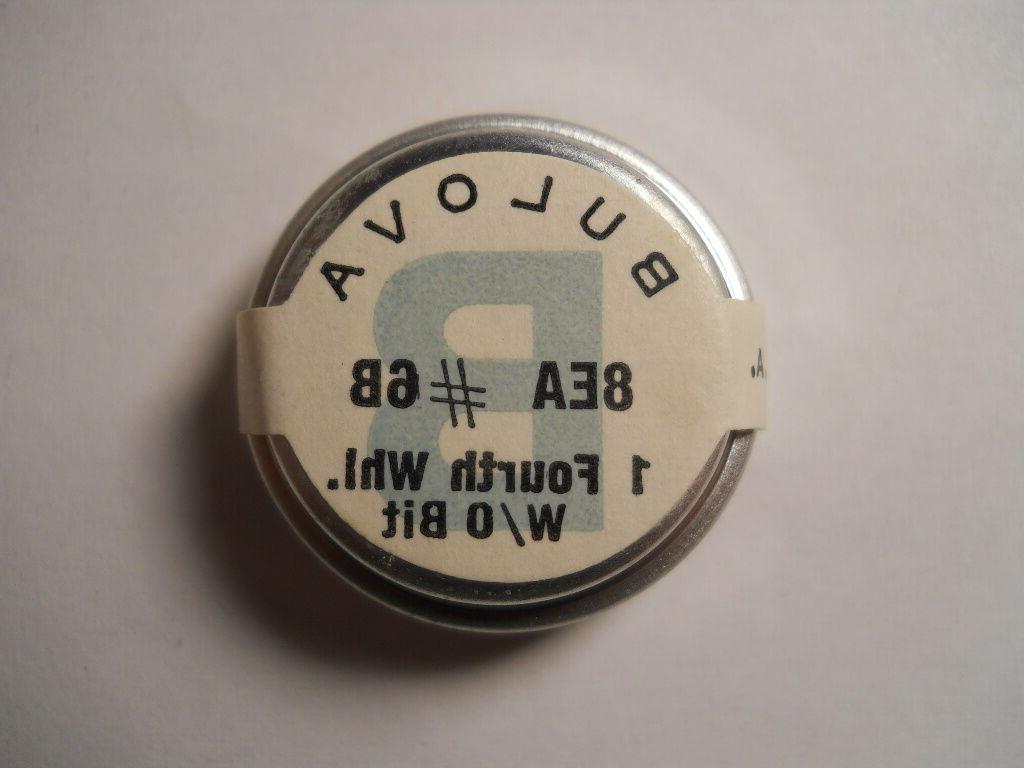 BULOVA
B
8EA # 6B
1 Fourth Whl.
W/O Bit
A.